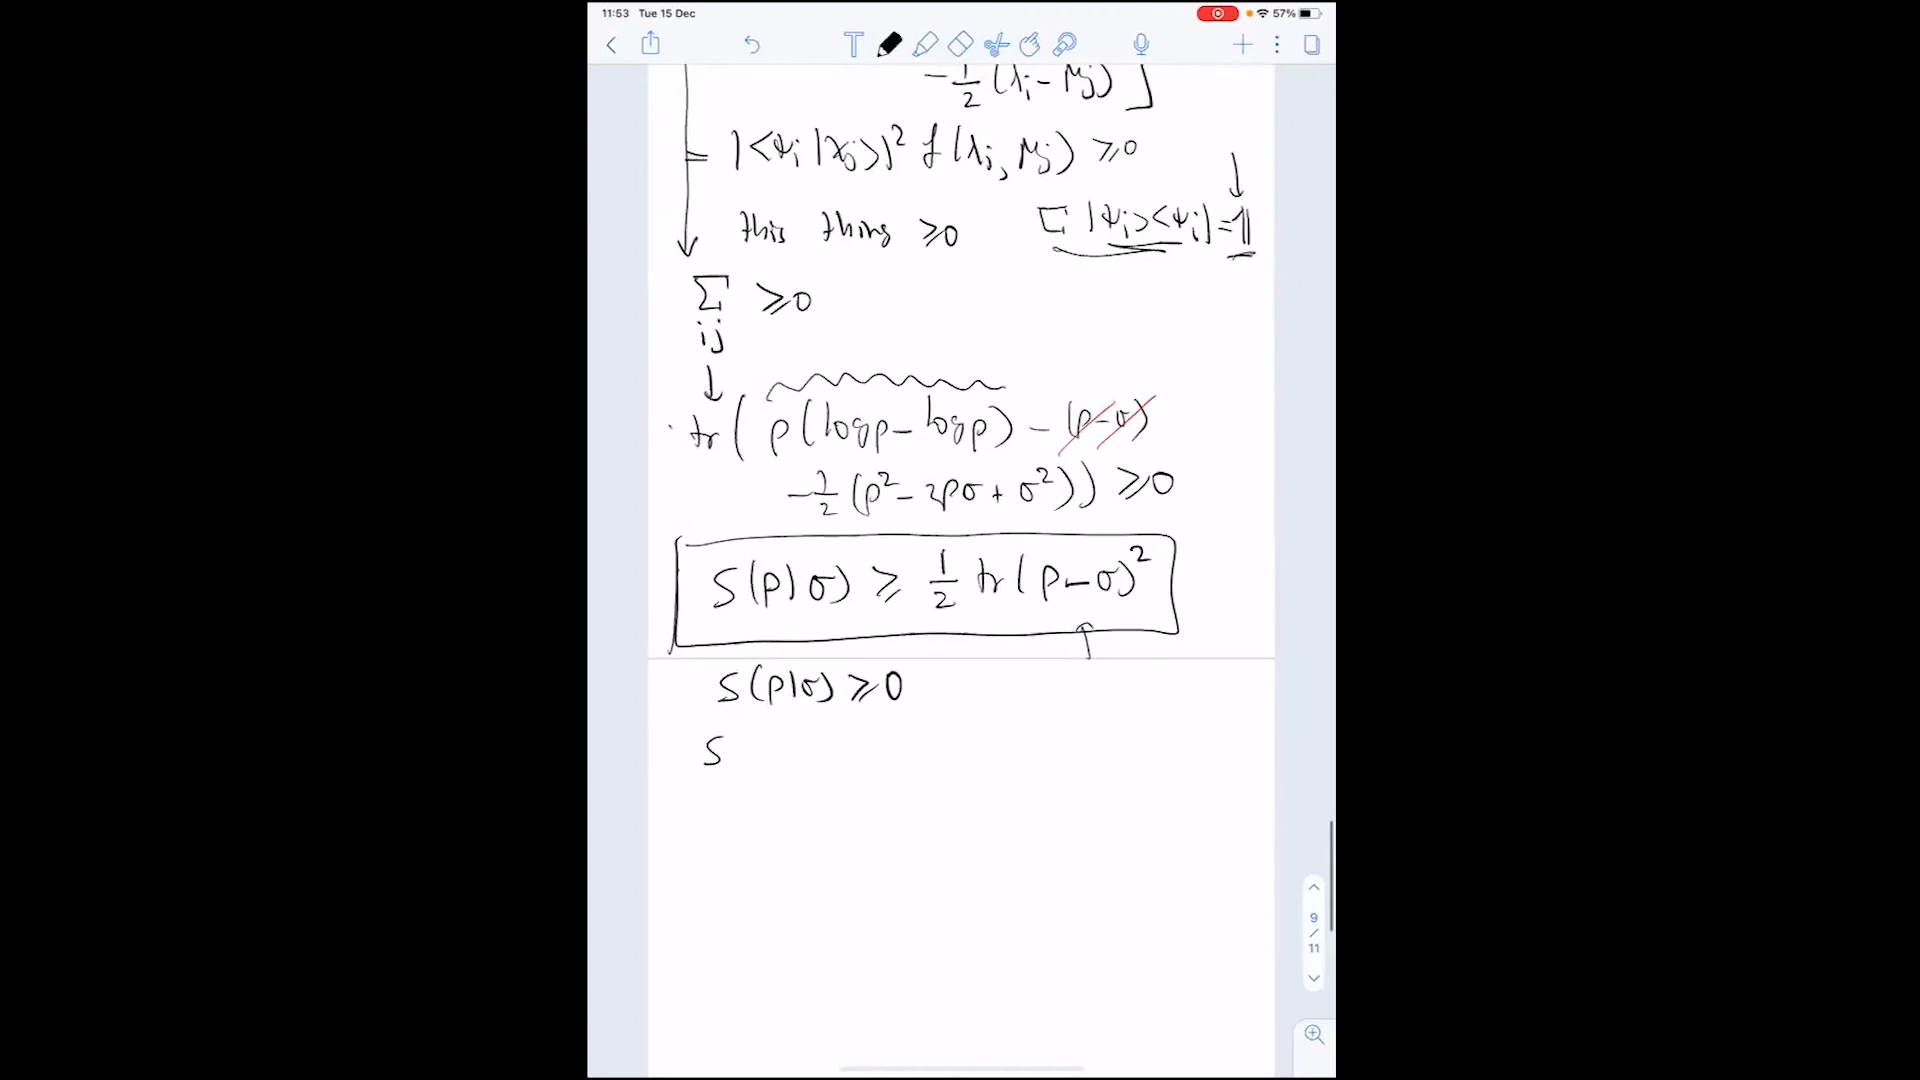 11:53 Tue 15 Dec 57%
T
-1/2 (λi - μj) ]
= |<ψi|χj>|² f(λi, μj) ≥0
this thing ≥0 Σ |ψi><ψi| = 𝟙
Σ ij ≥0
tr( ρ(logρ - logρ) - (ρ-σ)
-1/2 (ρ² - 2ρσ + σ²)) ≥0
S(ρ|σ) ≥ 1/2 tr(ρ-σ)²
S(ρ|σ) ≥0
S
9
/
11